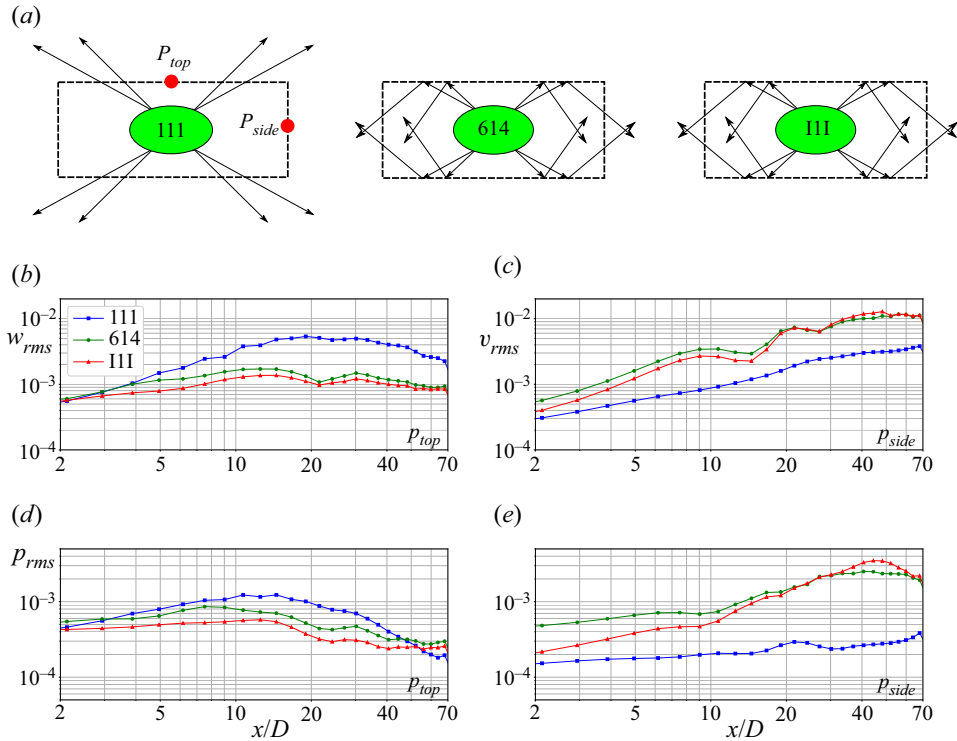 (a)
P_top
P_side
111
614
I1I
(b)
(c)
w_rms
10^−2
10^−3
10^−4
111
614
I1I
p_top
2 5 10 20 40 70
v_rms
10^−2
10^−3
10^−4
p_side
2 5 10 20 40 70
(d)
(e)
p_rms
10^−3
10^−4
p_top
2 5 10 20 40 70
x/D
10^−3
10^−4
p_side
2 5 10 20 40 70
x/D